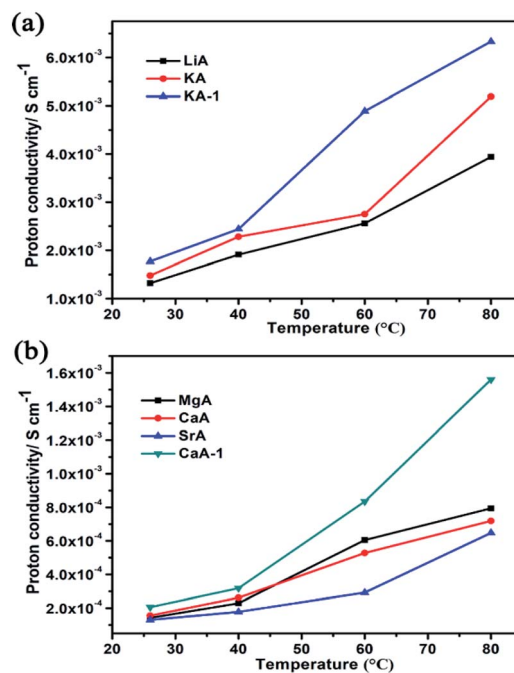 (a)
Proton conductivity/ S cm⁻¹
6.0x10⁻³
5.0x10⁻³
4.0x10⁻³
3.0x10⁻³
2.0x10⁻³
1.0x10⁻³
LiA
KA
KA-1
20 30 40 50 60 70 80
Temperature (°C)
(b)
Proton conductivity/ S cm⁻¹
1.6x10⁻³
1.4x10⁻³
1.2x10⁻³
1.0x10⁻³
8.0x10⁻⁴
6.0x10⁻⁴
4.0x10⁻⁴
2.0x10⁻⁴
MgA
CaA
SrA
CaA-1
20 30 40 50 60 70 80
Temperature (°C)